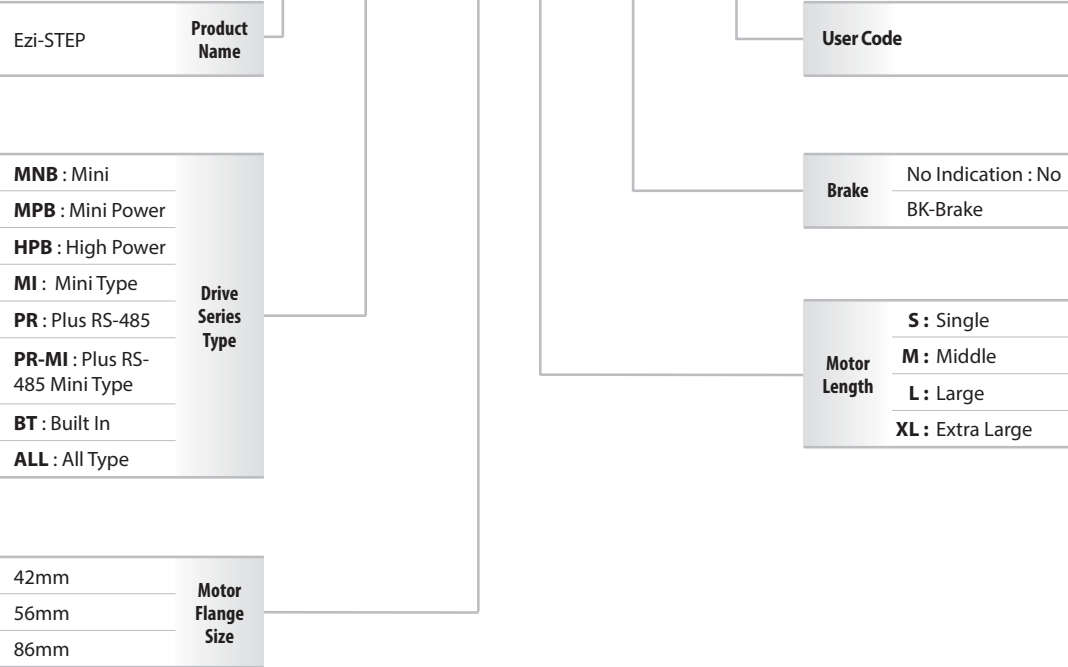 Ezi-STEP
Product
Name
MNB : Mini
MPB : Mini Power
HPB : High Power
MI : Mini Type
PR : Plus RS-485
PR-MI : Plus RS-
485 Mini Type
BT : Built In
ALL : All Type
Drive
Series
Type
42mm
56mm
86mm
Motor
Flange
Size
User Code
Brake
No Indication : No
BK-Brake
Motor
Length
S : Single
M : Middle
L : Large
XL : Extra Large